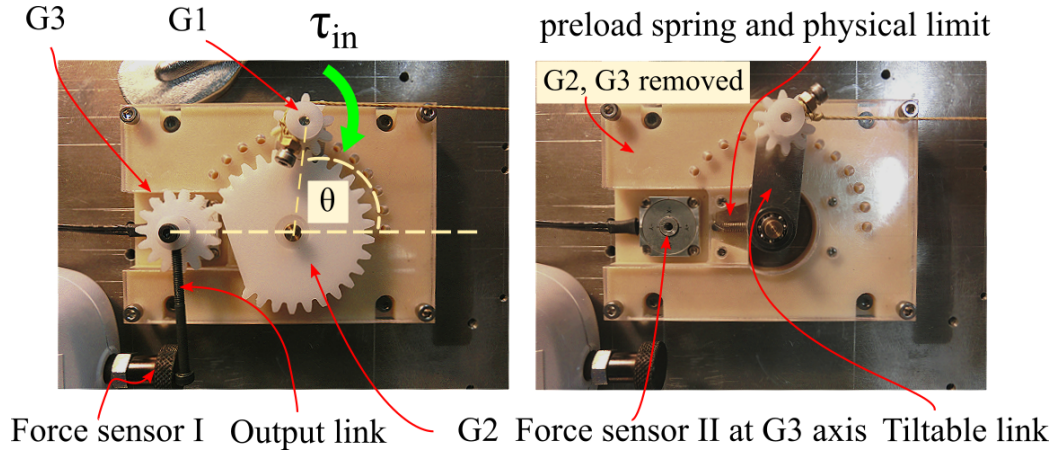 G3
G1
τin
preload spring and physical limit
G2, G3 removed
θ
Force sensor I
Output link
G2
Force sensor II at G3 axis
Tiltable link